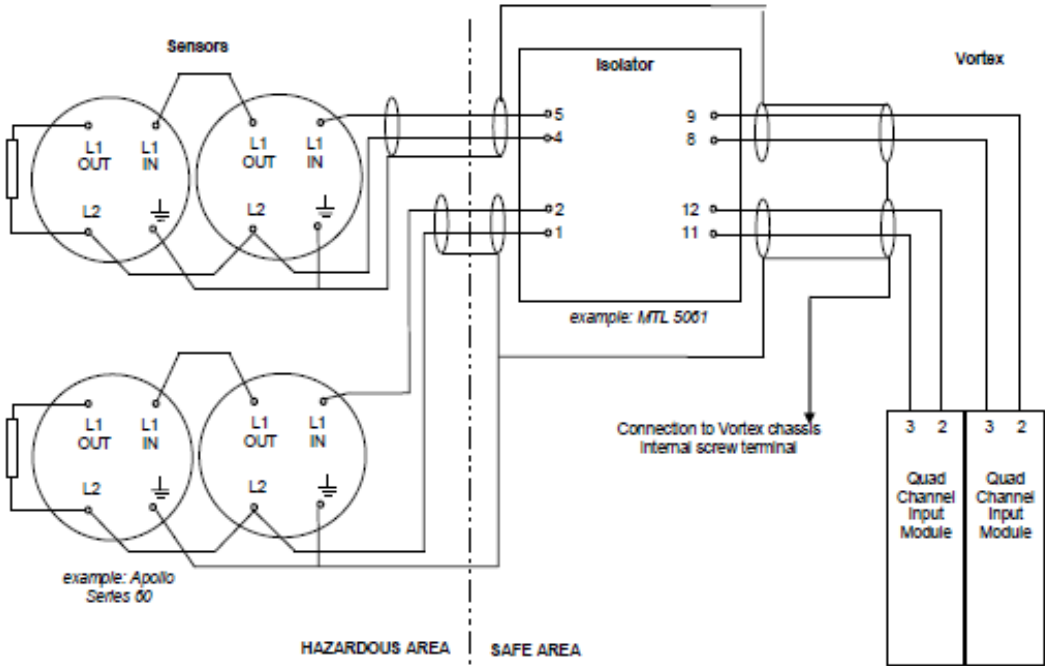 Sensors
Isolator
Vortex
L1 OUT
L1 IN
L2
L1 OUT
L1 IN
L2
5
4
2
1
9
8
12
11
example: MTL 5061
L1 OUT
L1 IN
L2
L1 OUT
L1 IN
L2
example: Apollo
Series 60
Connection to Vortex chassis
Internal screw terminal
3 2
Quad
Channel
Input
Module
3 2
Quad
Channel
Input
Module
HAZARDOUS AREA
SAFE AREA